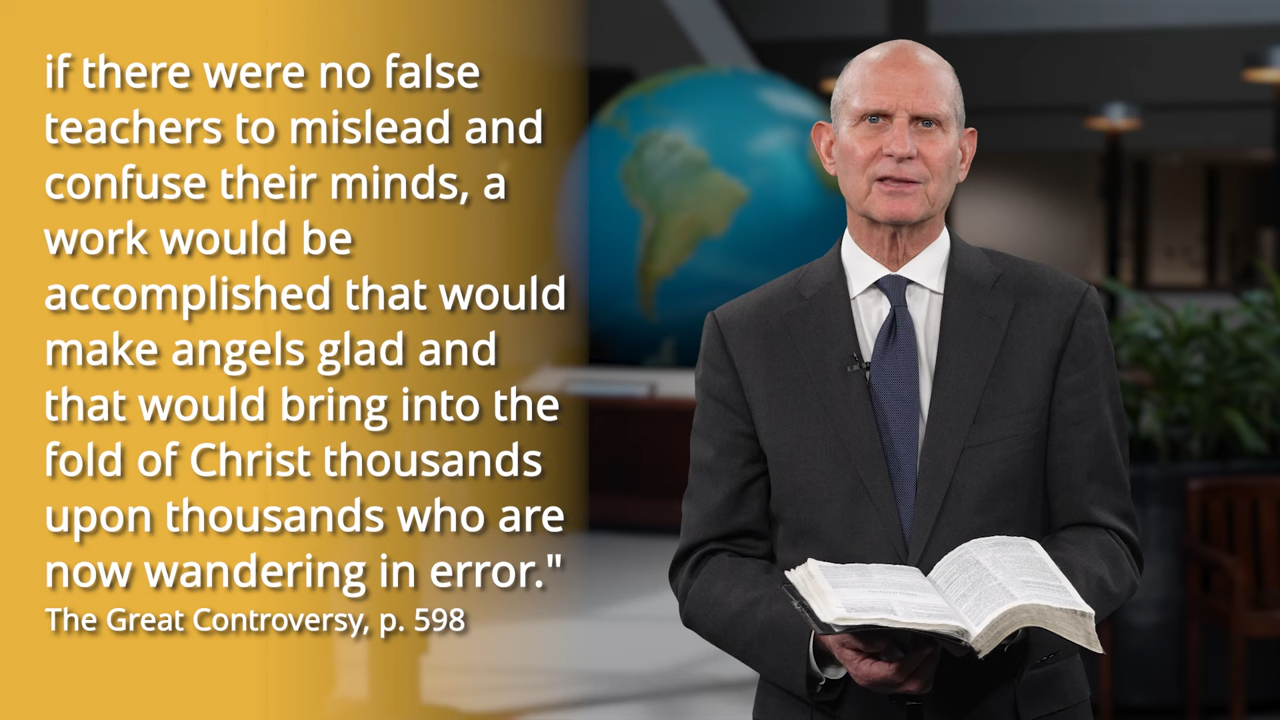 if there were no false
teachers to mislead and
confuse their minds, a
work would be
accomplished that would
make angels glad and
that would bring into the
fold of Christ thousands
upon thousands who are
now wandering in error."
The Great Controversy, p. 598